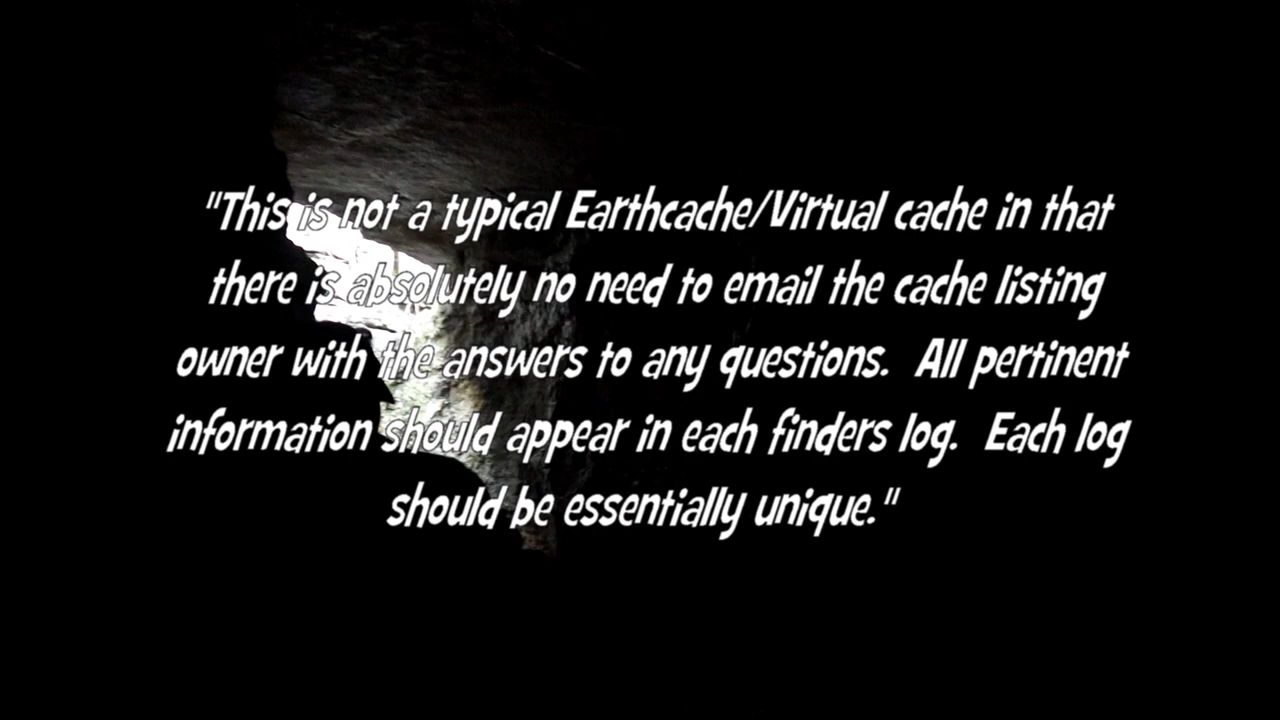 "This is not a typical Earthcache/Virtual cache in that
there is absolutely no need to email the cache listing
owner with the answers to any questions.  All pertinent
information should appear in each finders log.  Each log
should be essentially unique."